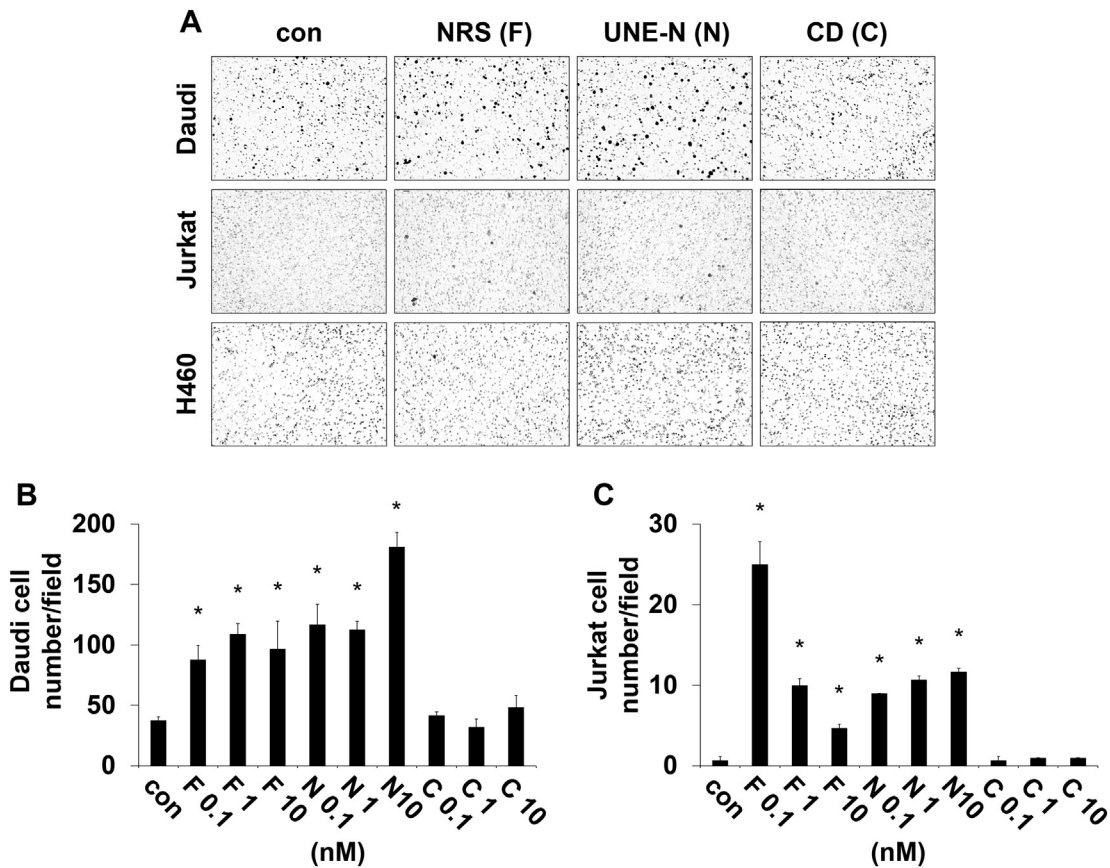 A
con NRS (F) UNE-N (N) CD (C)
Daudi
Jurkat
H460
B
Daudi cell
number/field
200
150
100
50
0
* * * * * *
con F 0.1 F 1 F 10 N 0.1 N 1 N10 C 0.1 C 1 C 10
(nM)
C
Jurkat cell
number/field
30
20
10
0
* * * * * *
con F 0.1 F 1 F 10 N 0.1 N 1 N10 C 0.1 C 1 C 10
(nM)